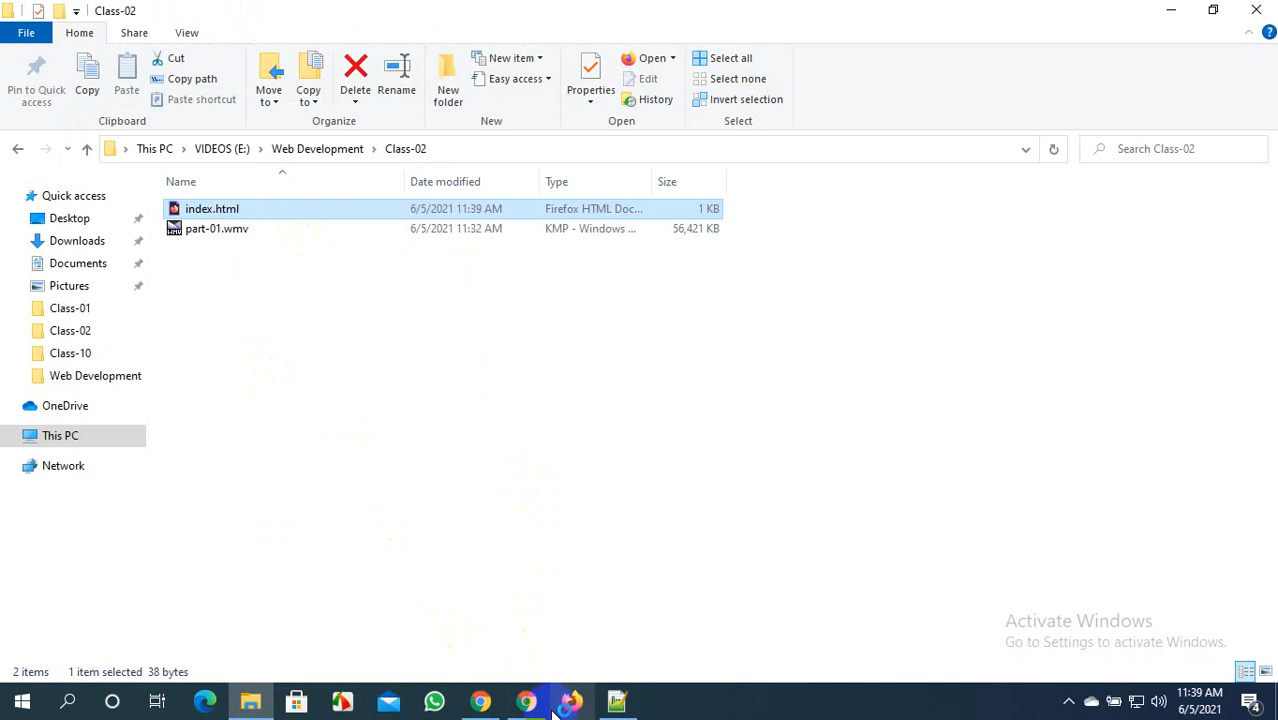 Class-02
File Home Share View
Pin to Quick access
Copy
Paste
Cut
Copy path
Paste shortcut
Clipboard
Move to
Copy to
Delete
Rename
Organize
New folder
New item
Easy access
New
Properties
Open
Edit
History
Open
Select all
Select none
Invert selection
Select
This PC VIDEOS (E:) Web Development Class-02
Search Class-02
Name Date modified Type Size
index.html 6/5/2021 11:39 AM Firefox HTML Doc... 1 KB
part-01.wmv 6/5/2021 11:32 AM KMP - Windows ... 56,421 KB
Quick access
Desktop
Downloads
Documents
Pictures
Class-01
Class-02
Class-10
Web Development
OneDrive
This PC
Network
Activate Windows
Go to Settings to activate Windows.
2 items 1 item selected 38 bytes
11:39 AM
6/5/2021
4